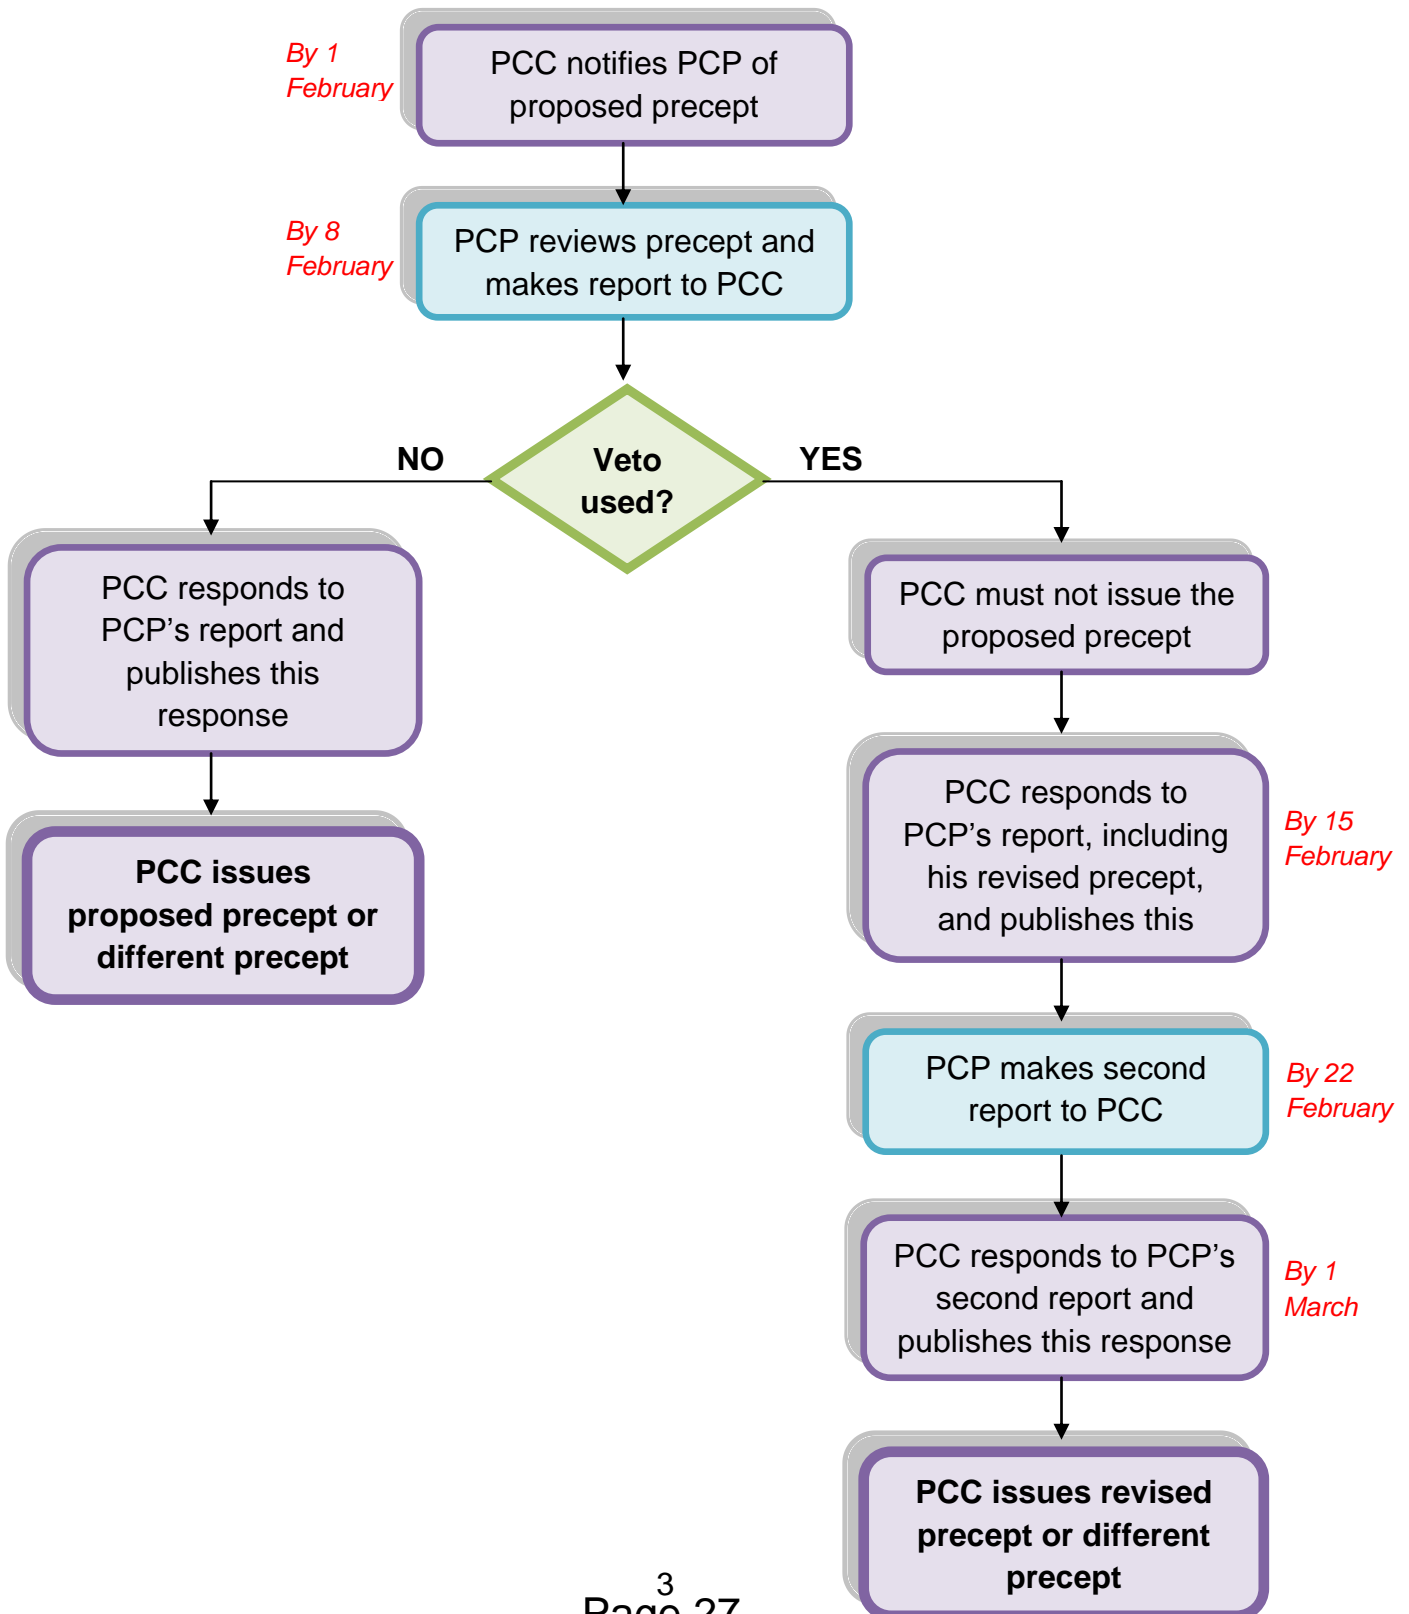 By 1
February
PCC notifies PCP of
proposed precept
By 8
February
PCP reviews precept and
makes report to PCC
NO
Veto
used?
YES
PCC responds to
PCP’s report and
publishes this
response
PCC issues
proposed precept or
different precept
PCC must not issue the
proposed precept
PCC responds to
PCP’s report, including
his revised precept,
and publishes this
By 15
February
PCP makes second
report to PCC
By 22
February
PCC responds to PCP’s
second report and
publishes this response
By 1
March
PCC issues revised
precept or different
precept
3
Page 27